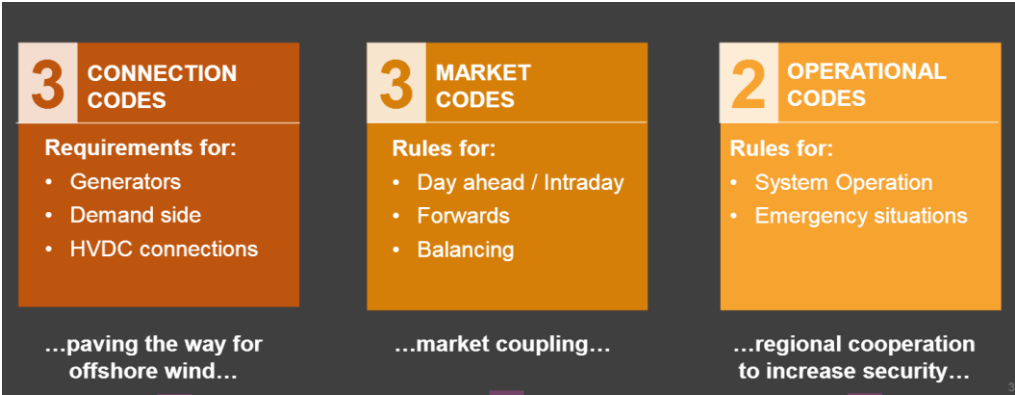 3 CONNECTION
CODES
Requirements for:
• Generators
• Demand side
• HVDC connections
…paving the way for
offshore wind…
3 MARKET
CODES
Rules for:
• Day ahead / Intraday
• Forwards
• Balancing
…market coupling…
2 OPERATIONAL
CODES
Rules for:
• System Operation
• Emergency situations
…regional cooperation
to increase security…
3